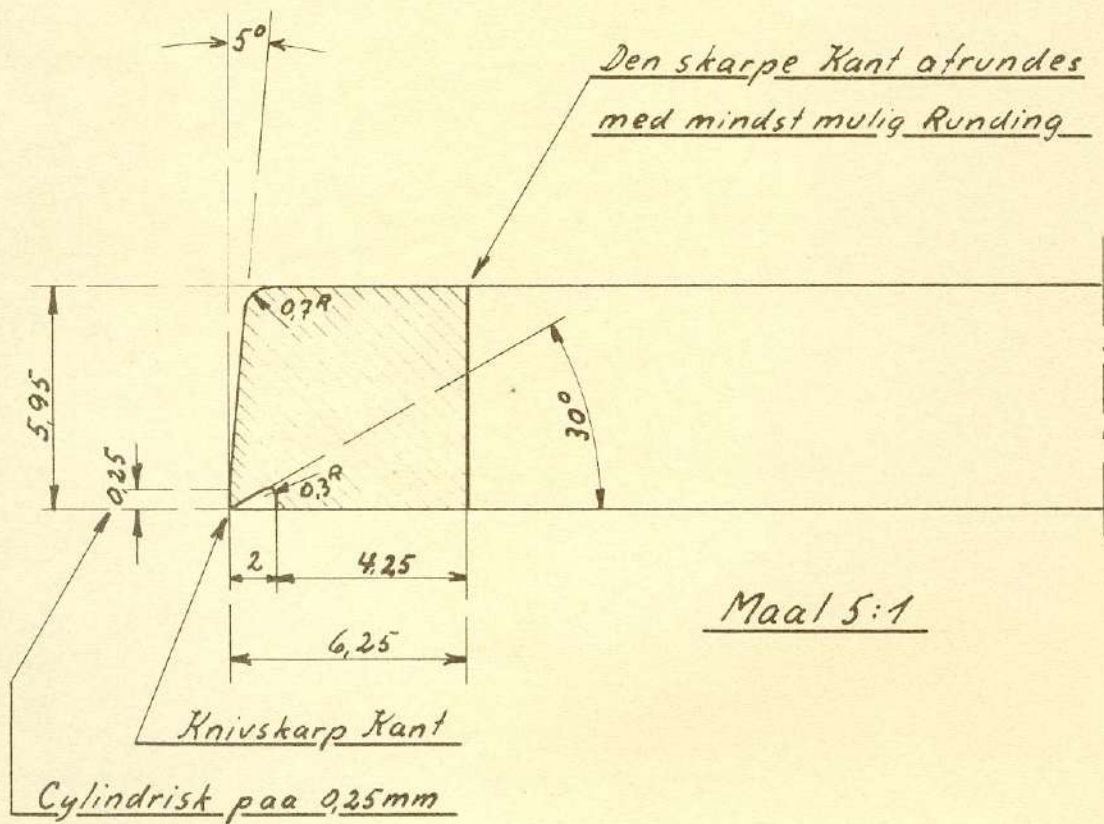 5°
Den skarpe Kant afrundes
med mindst mulig Runding
0,7R
5,95
0,25
30°
0,3R
2
4.25
6,25
Maal 5:1
Knivskarp Kant
Cylindrisk paa 0,25mm